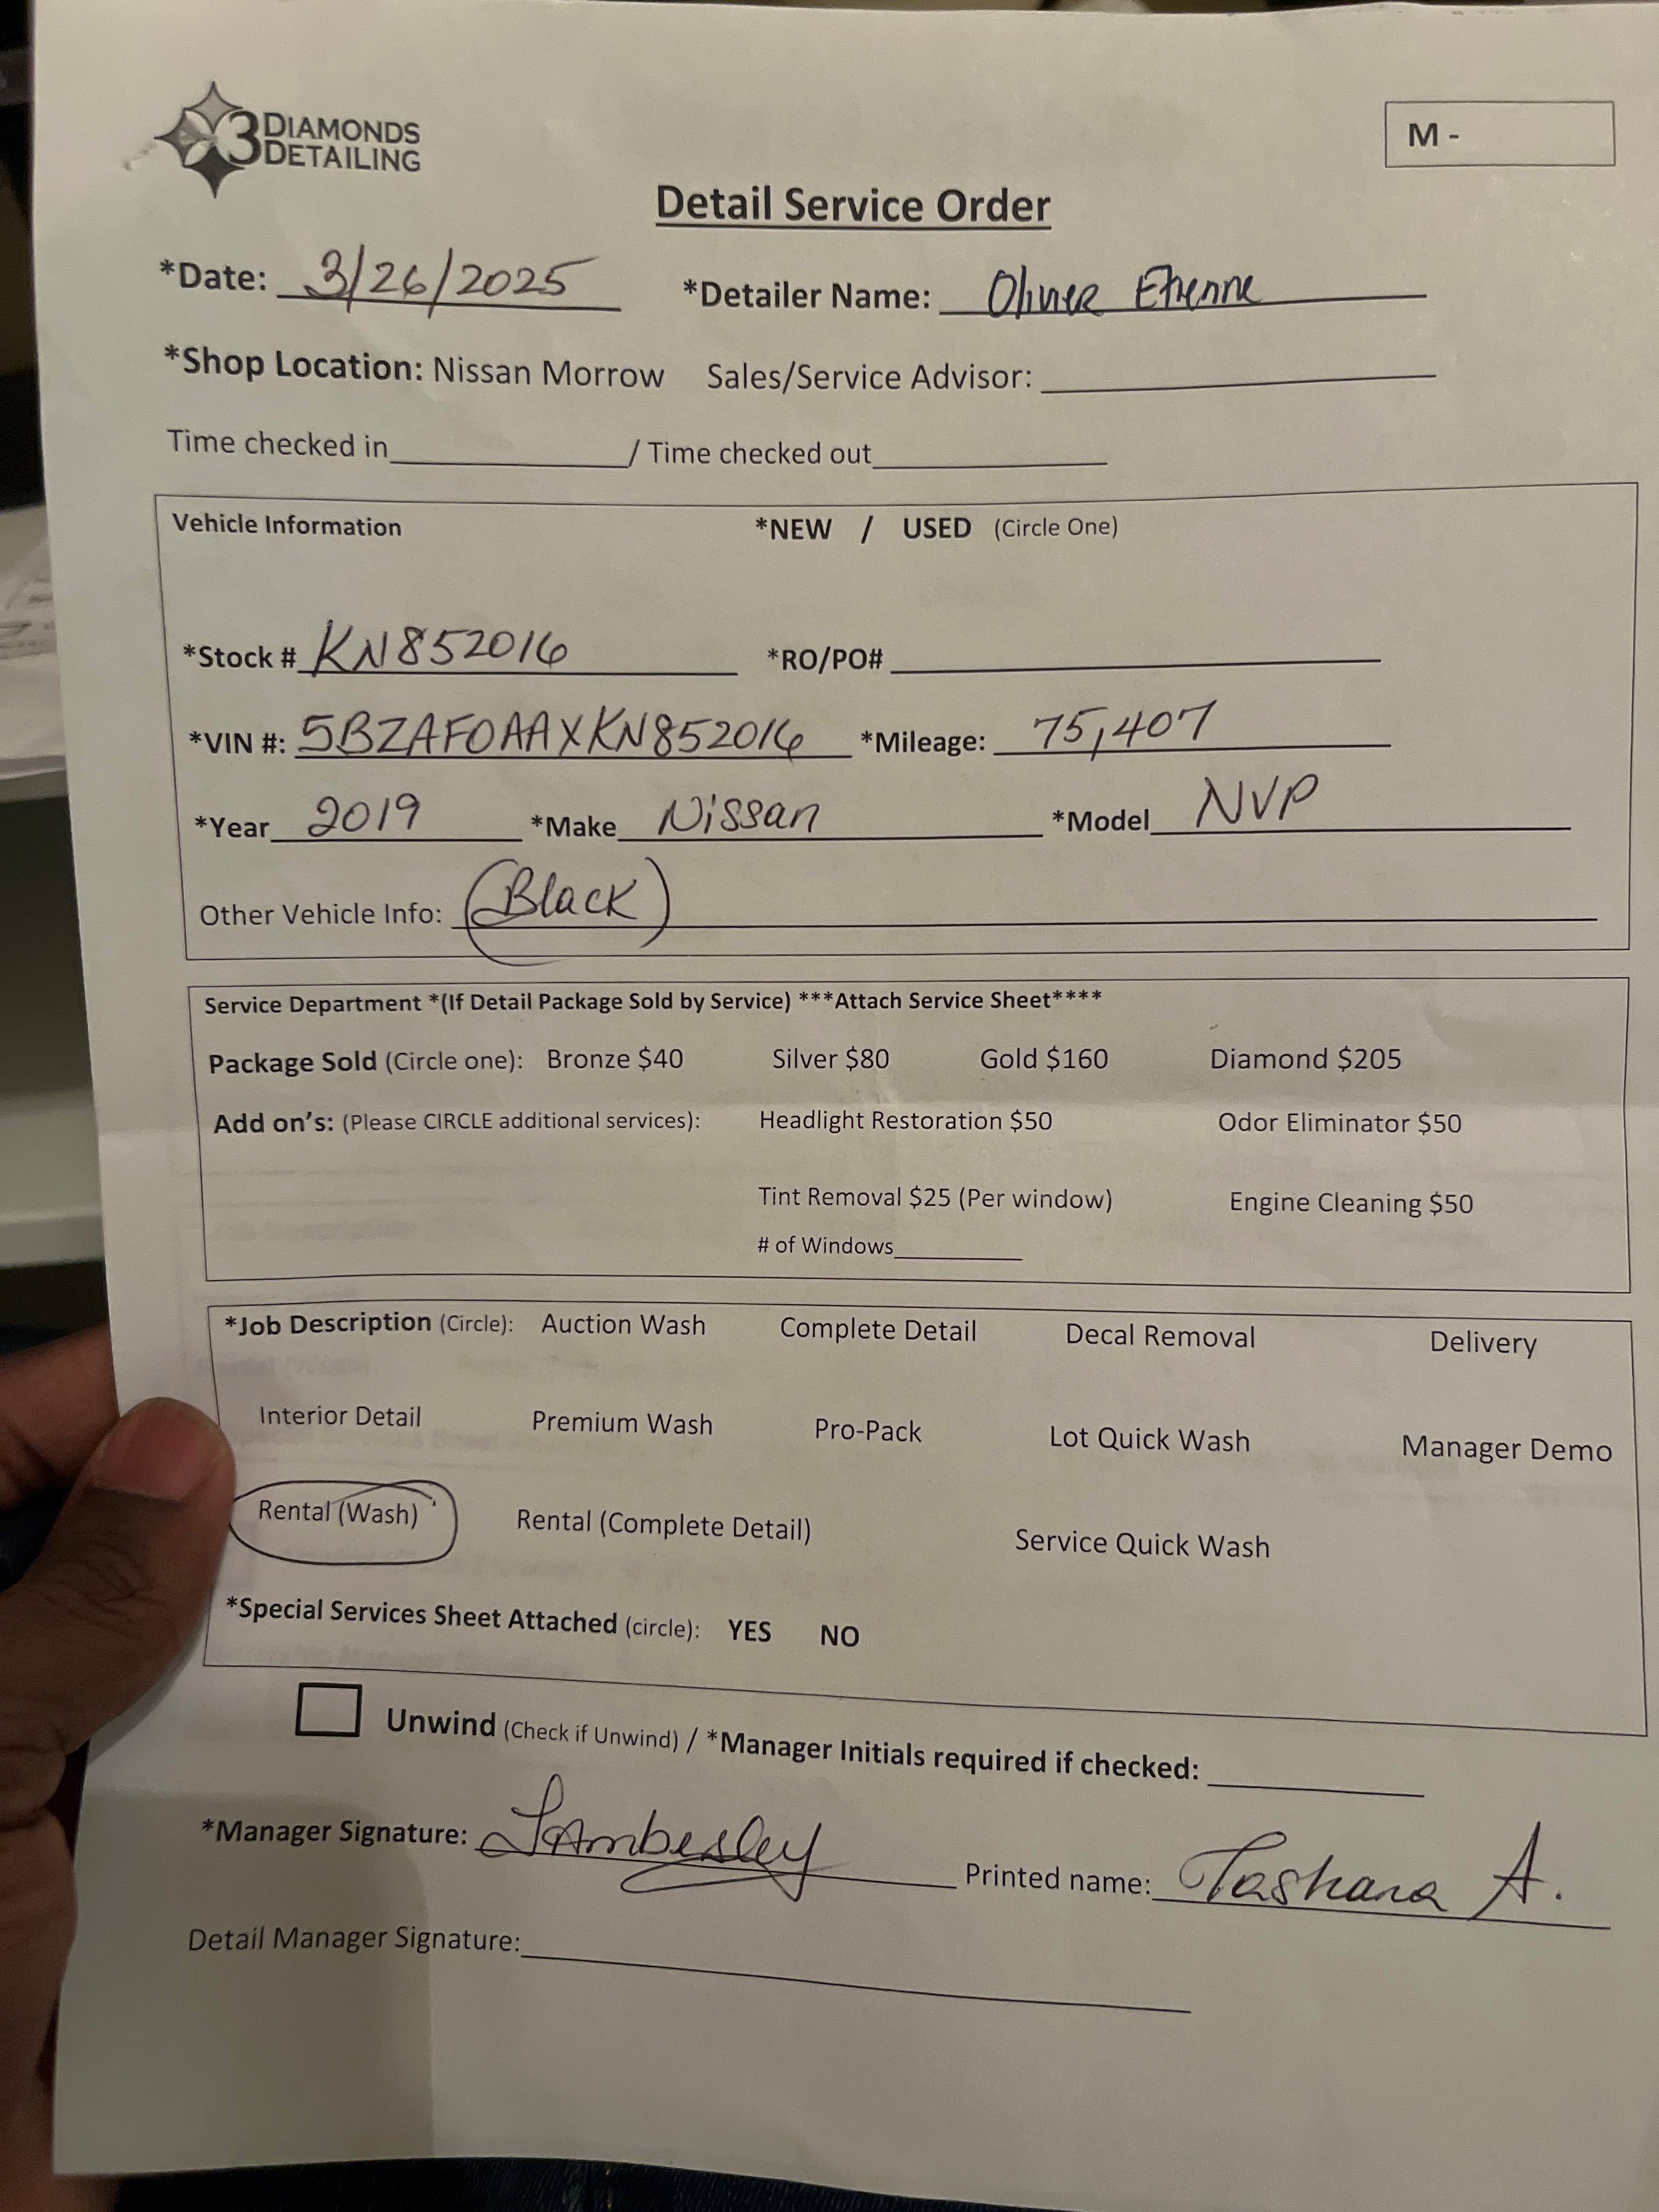 3 DIAMONDS
DETAILING
M -
Detail Service Order
*Date: 3/26/2025 *Detailer Name: Oliver Etienne
*Shop Location: Nissan Morrow Sales/Service Advisor:
Time checked in / Time checked out
Vehicle Information *NEW / USED (Circle One)
*Stock # KN852016 *RO/PO#
*VIN #: 5BZAF0AAXKN852016 *Mileage: 75,407
*Year 2019 *Make Nissan *Model NVP
Other Vehicle Info: (Black)
Service Department *(If Detail Package Sold by Service) ***Attach Service Sheet****
Package Sold (Circle one): Bronze $40 Silver $80 Gold $160 Diamond $205
Add on's: (Please CIRCLE additional services): Headlight Restoration $50 Odor Eliminator $50
Tint Removal $25 (Per window) Engine Cleaning $50
# of Windows
*Job Description (Circle): Auction Wash Complete Detail Decal Removal Delivery
Interior Detail Premium Wash Pro-Pack Lot Quick Wash Manager Demo
Rental (Wash) Rental (Complete Detail) Service Quick Wash
*Special Services Sheet Attached (circle): YES NO
Unwind (Check if Unwind) / *Manager Initials required if checked:
*Manager Signature: Printed name: Tashana A.
Detail Manager Signature: